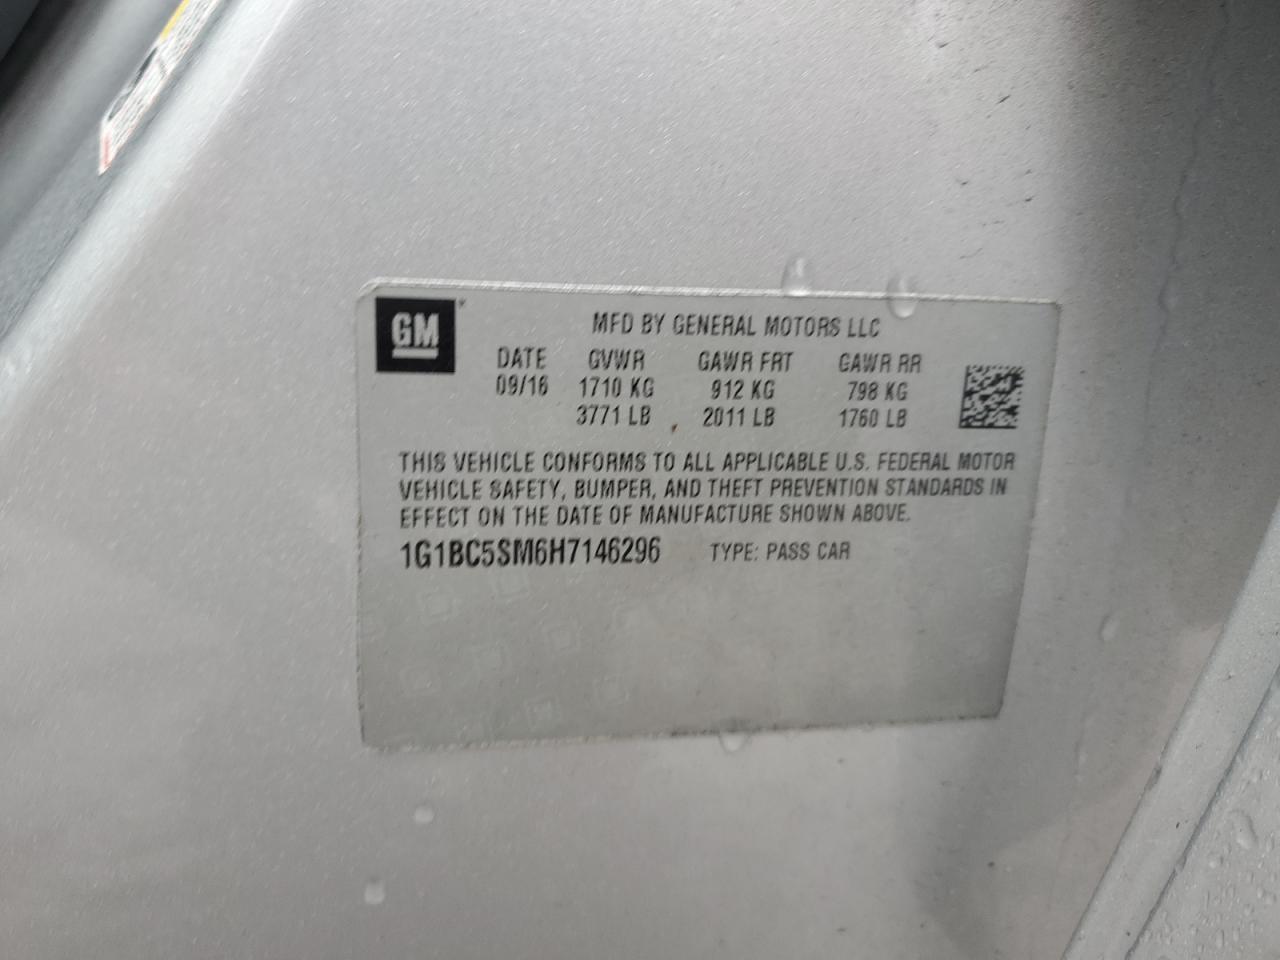 GM
MFD BY GENERAL MOTORS LLC
DATE GVWR GAWR FRT GAWR RR
09/16 1710 KG 912 KG 798 KG
3771 LB 2011 LB 1760 LB
THIS VEHICLE CONFORMS TO ALL APPLICABLE U.S. FEDERAL MOTOR
VEHICLE SAFETY, BUMPER, AND THEFT PREVENTION STANDARDS IN
EFFECT ON THE DATE OF MANUFACTURE SHOWN ABOVE.
1G1BC5SM6H7146296 TYPE: PASS CAR